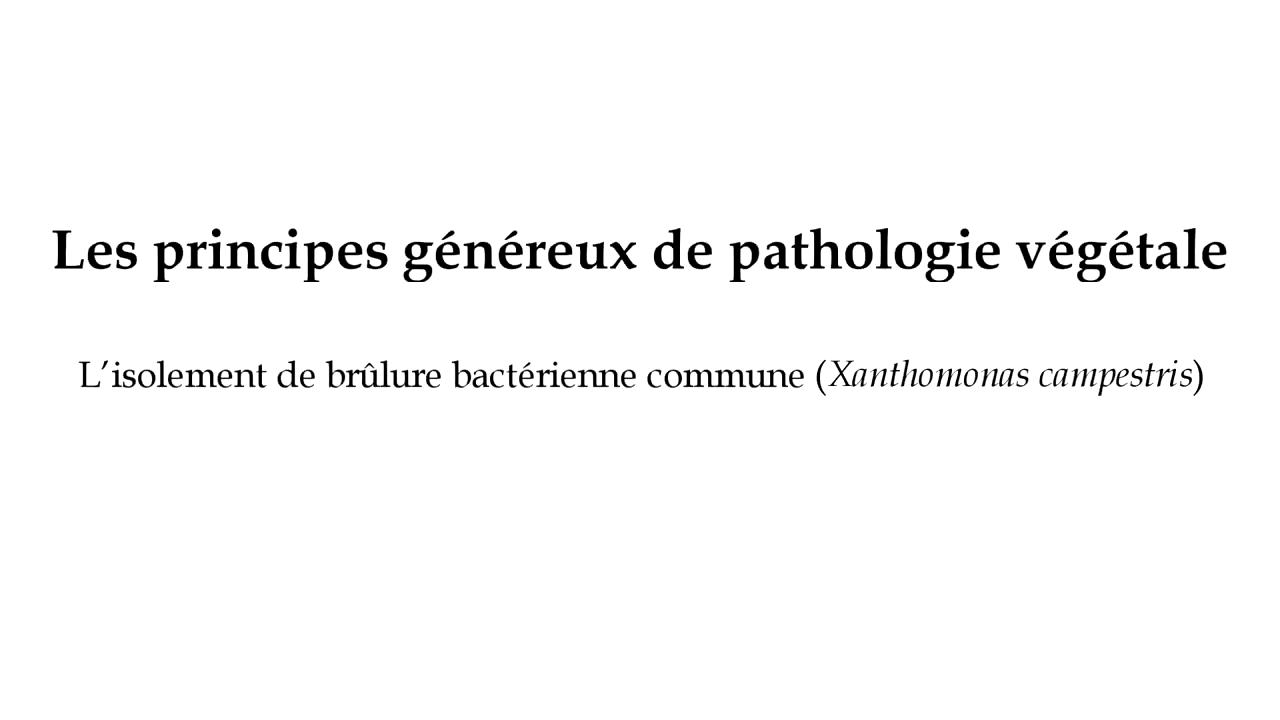 Les principes généreux de pathologie végétale
L’isolement de brûlure bactérienne commune (Xanthomonas campestris)